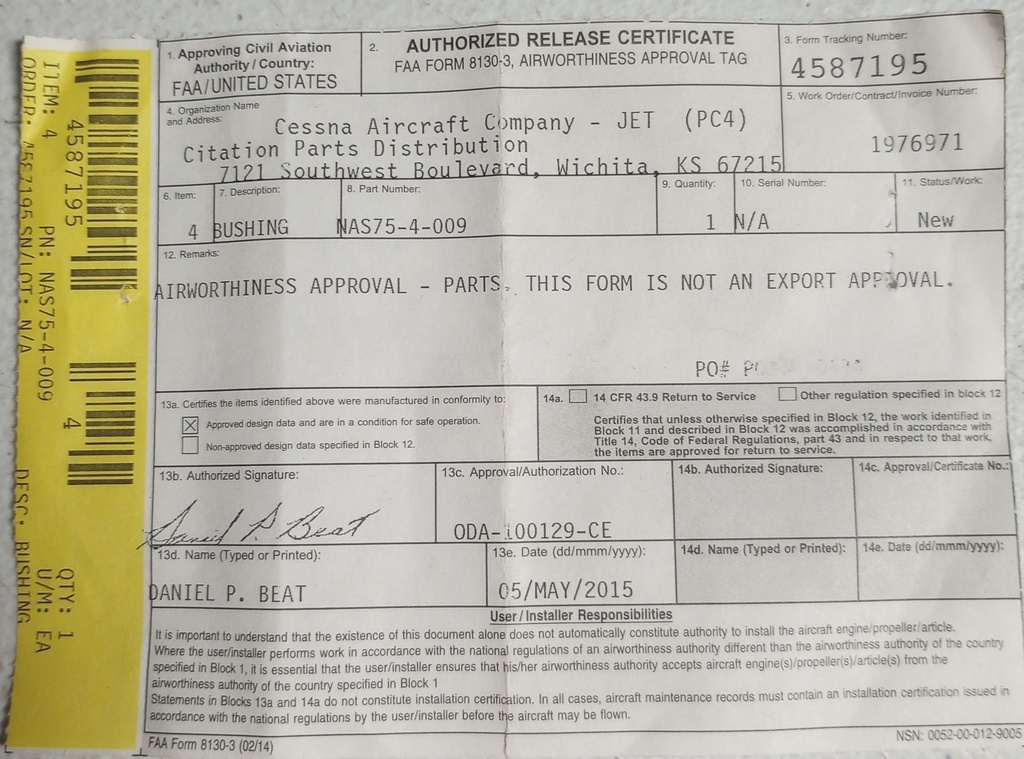 1. Approving Civil Aviation
Authority / Country:
FAA/UNITED STATES
2.
AUTHORIZED RELEASE CERTIFICATE
FAA FORM 8130-3, AIRWORTHINESS APPROVAL TAG
3. Form Tracking Number:
4587195
4. Organization Name
and Address:
Cessna Aircraft Company - JET (PC4)
Citation Parts Distribution
7121 Southwest Boulevard, Wichita, KS 67215
5. Work Order/Contract/Invoice Number:
1976971
6. Item:
4
7. Description:
BUSHING
8. Part Number:
NAS75-4-009
9. Quantity:
1
10. Serial Number:
N/A
11. Status/Work:
New
12. Remarks:
AIRWORTHINESS APPROVAL - PARTS. THIS FORM IS NOT AN EXPORT APPROVAL.
PO#
13a. Certifies the items identified above were manufactured in conformity to:
Approved design data and are in a condition for safe operation.
Non-approved design data specified in Block 12.
14a. 14 CFR 43.9 Return to Service Other regulation specified in block 12
Certifies that unless otherwise specified in Block 12, the work identified in
Block 11 and described in Block 12 was accomplished in accordance with
Title 14, Code of Federal Regulations, part 43 and in respect to that work,
the items are approved for return to service.
13b. Authorized Signature:
Daniel P. Beat
13c. Approval/Authorization No.:
ODA-100129-CE
14b. Authorized Signature:
14c. Approval/Certificate No.:
13d. Name (Typed or Printed):
DANIEL P. BEAT
13e. Date (dd/mmm/yyyy):
05/MAY/2015
14d. Name (Typed or Printed):
14e. Date (dd/mmm/yyyy):
User/Installer Responsibilities
It is important to understand that the existence of this document alone does not automatically constitute authority to install the aircraft engine/propeller/article.
Where the user/installer performs work in accordance with the national regulations of an airworthiness authority different than the airworthiness authority of the country
specified in Block 1, it is essential that the user/installer ensures that his/her airworthiness authority accepts aircraft engine(s)/propeller(s)/article(s) from the
airworthiness authority of the country specified in Block 1
Statements in Blocks 13a and 14a do not constitute installation certification. In all cases, aircraft maintenance records must contain an installation certification issued in
accordance with the national regulations by the user/installer before the aircraft may be flown.
FAA Form 8130-3 (02/14)
NSN: 0052-00-012-9005
4587195
4
ITEM: 4 PN: NAS75-4-009 QTY: 1
U/M: EA
ORDER: 4587195 SN/LOT: N/A DESC: BUSHING